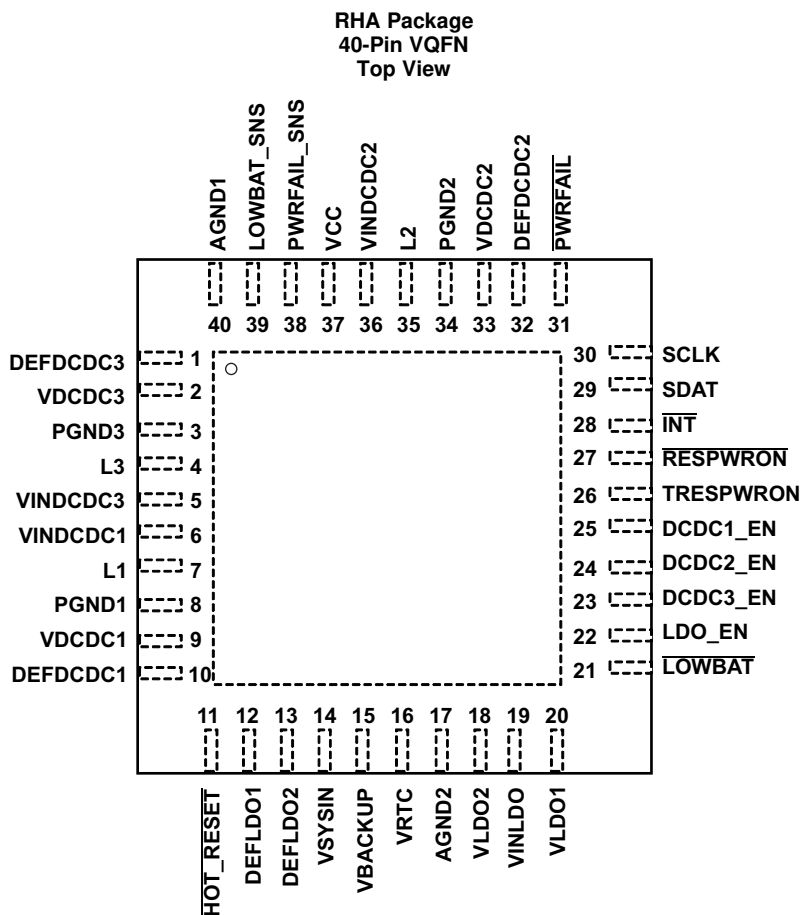 RHA Package
40-Pin VQFN
Top View
AGND1
LOWBAT_SNS
PWRFAIL_SNS
VCC
VINDCDC2
L2
PGND2
VDCDC2
DEFDCDC2
PWRFAIL
40 39 38 37 36 35 34 33 32 31
DEFDCDC3 1
VDCDC3 2
PGND3 3
L3 4
VINDCDC3 5
VINDCDC1 6
L1 7
PGND1 8
VDCDC1 9
DEFDCDC1 10
30 SCLK
29 SDAT
28 INT
27 RESPWRON
26 TRESPWRON
25 DCDC1_EN
24 DCDC2_EN
23 DCDC3_EN
22 LDO_EN
21 LOWBAT
11 12 13 14 15 16 17 18 19 20
HOT_RESET
DEFLDO1
DEFLDO2
VSYSIN
VBACKUP
VRTC
AGND2
VLDO2
VINLDO
VLDO1